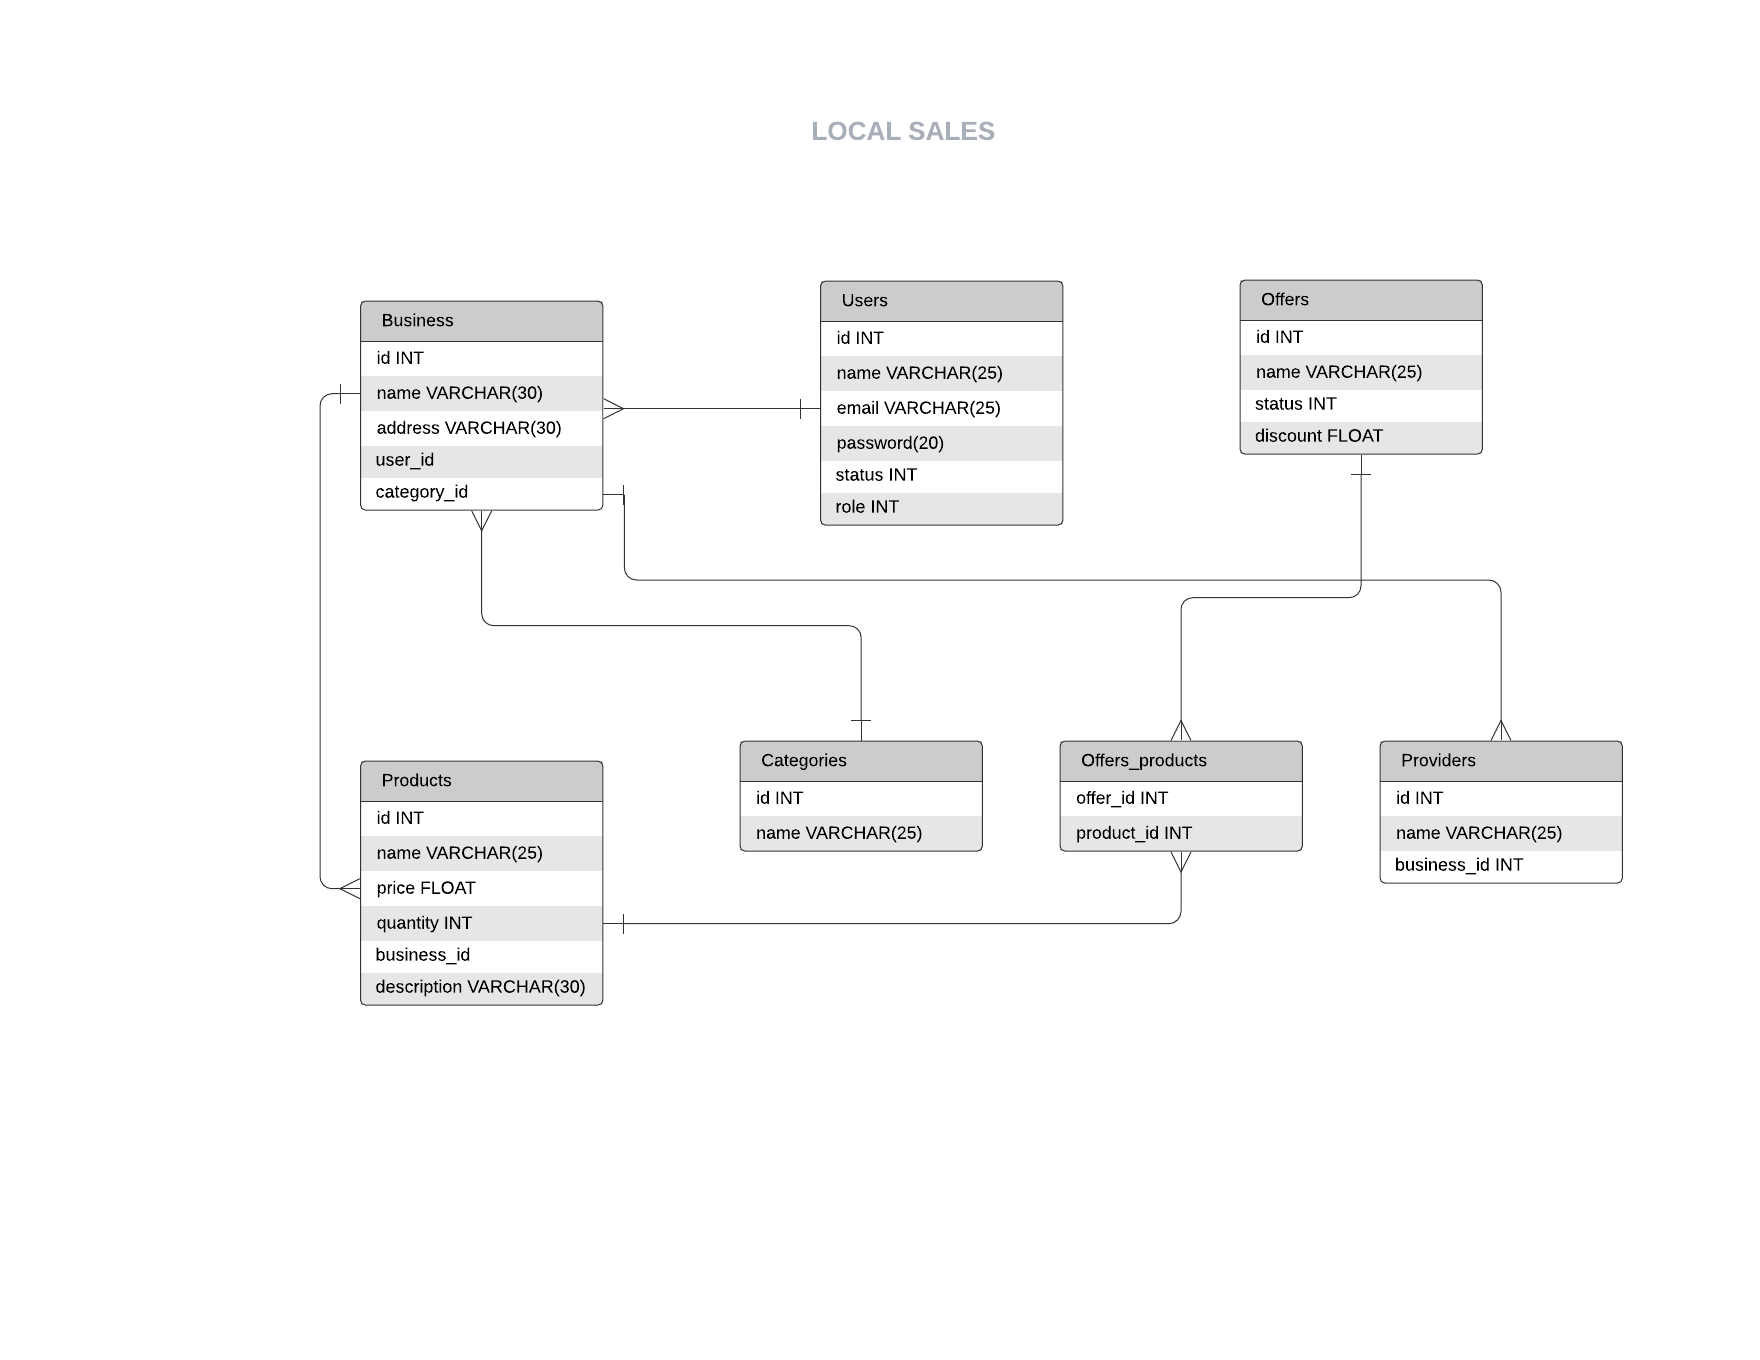 LOCAL SALES
Business
id INT
name VARCHAR(30)
address VARCHAR(30)
user_id
category_id
Users
id INT
name VARCHAR(25)
email VARCHAR(25)
password(20)
status INT
role INT
Offers
id INT
name VARCHAR(25)
status INT
discount FLOAT
Products
id INT
name VARCHAR(25)
price FLOAT
quantity INT
business_id
description VARCHAR(30)
Categories
id INT
name VARCHAR(25)
Offers_products
offer_id INT
product_id INT
Providers
id INT
name VARCHAR(25)
business_id INT